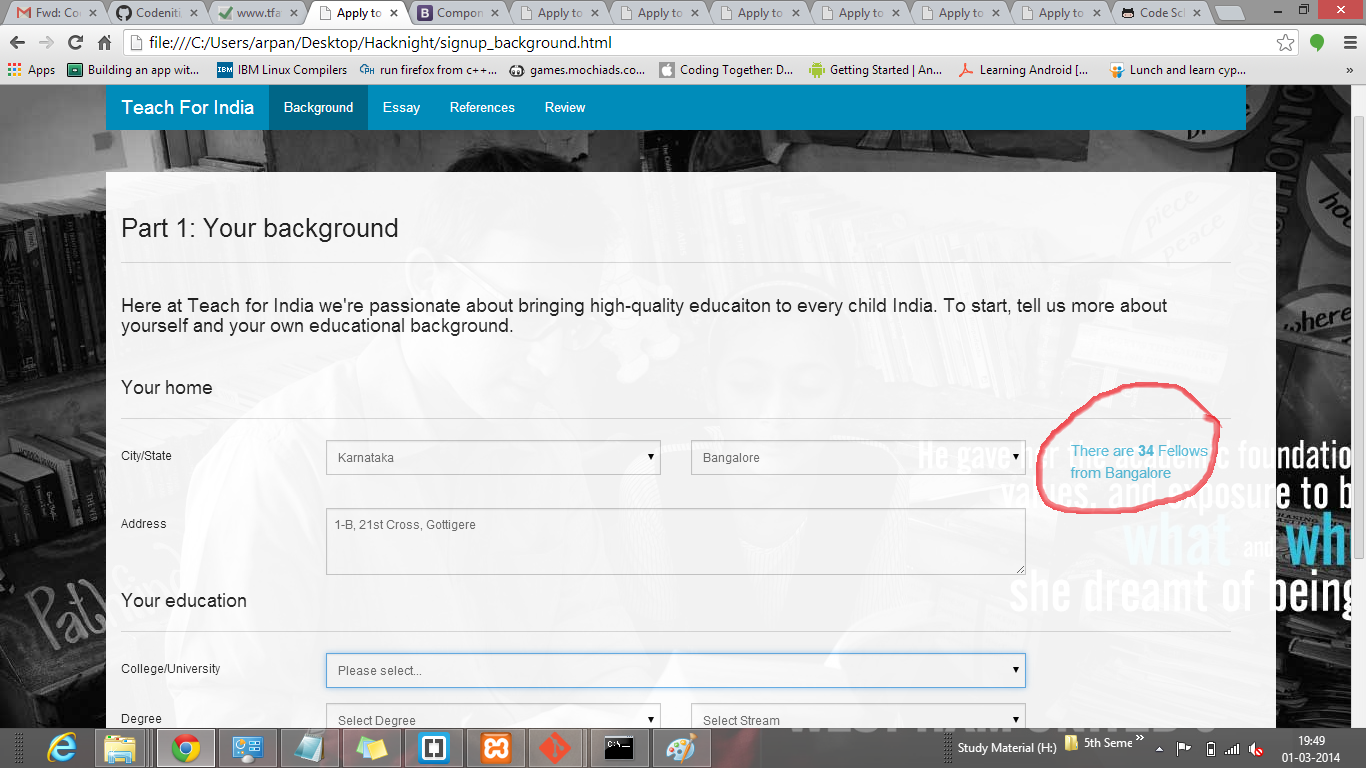 Fwd: Co
Codeniti
www.tfa
Apply to
Compon
Apply to
Apply to
Apply to
Apply to
Apply to
Apply to
Code Scl
file:///C:/Users/arpan/Desktop/Hacknight/signup_background.html
Apps
Building an app wit...
IBM Linux Compilers
run firefox from c++...
games.mochiads.co...
Coding Together: D...
Getting Started | An...
Learning Android [...
Lunch and learn cyp...
»
Teach For India
Background
Essay
References
Review
piece
peace
where
Part 1: Your background
Here at Teach for India we're passionate about bringing high-quality educaiton to every child India. To start, tell us more about
yourself and your own educational background.
Your home
City/State
Karnataka
Bangalore
There are 34 Fellows
from Bangalore
He gave her the academic foundatio
values, and exposure to b
what and wh
she dreamt of being
Address
1-B, 21st Cross, Gottigere
Your education
College/University
Please select...
Degree
Select Degree
Select Stream
Study Material (H:)
5th Seme
»
19:49
01-03-2014